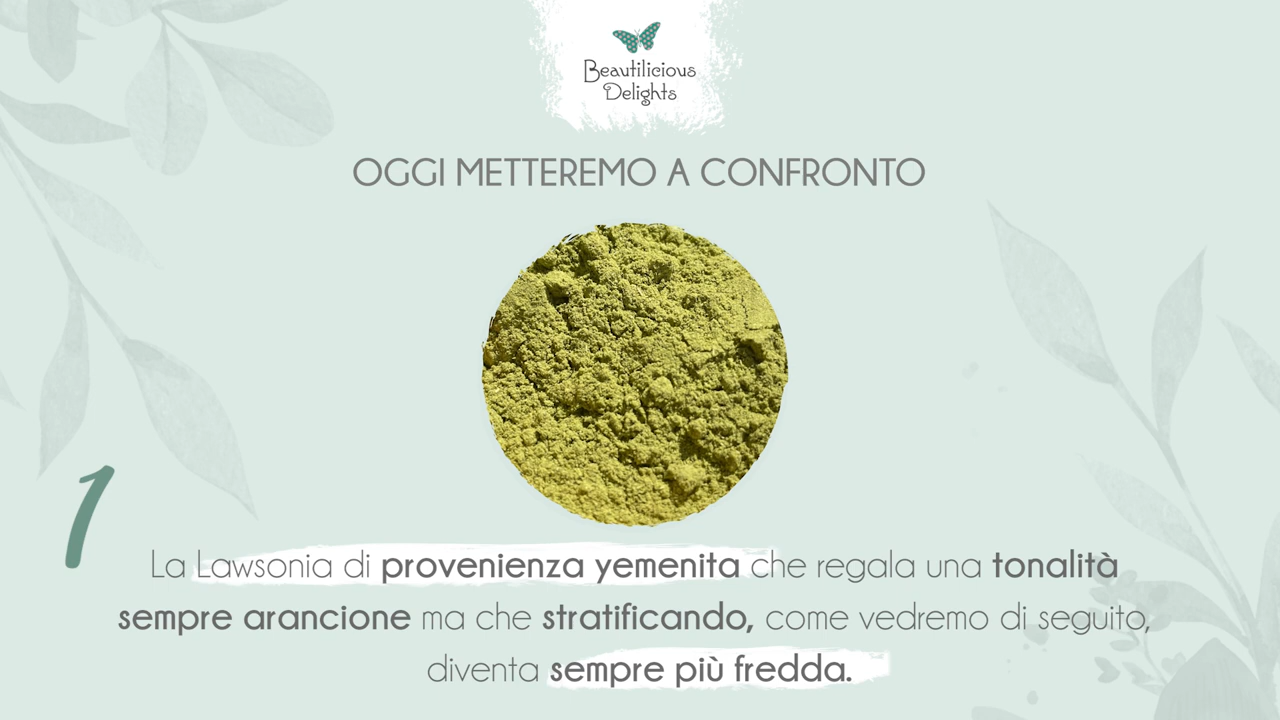 Beautilicious
Delights
OGGI METTEREMO A CONFRONTO
1
La Lawsonia di provenienza yemenita che regala una tonalità
sempre arancione ma che stratificando, come vedremo di seguito,
diventa sempre più fredda.